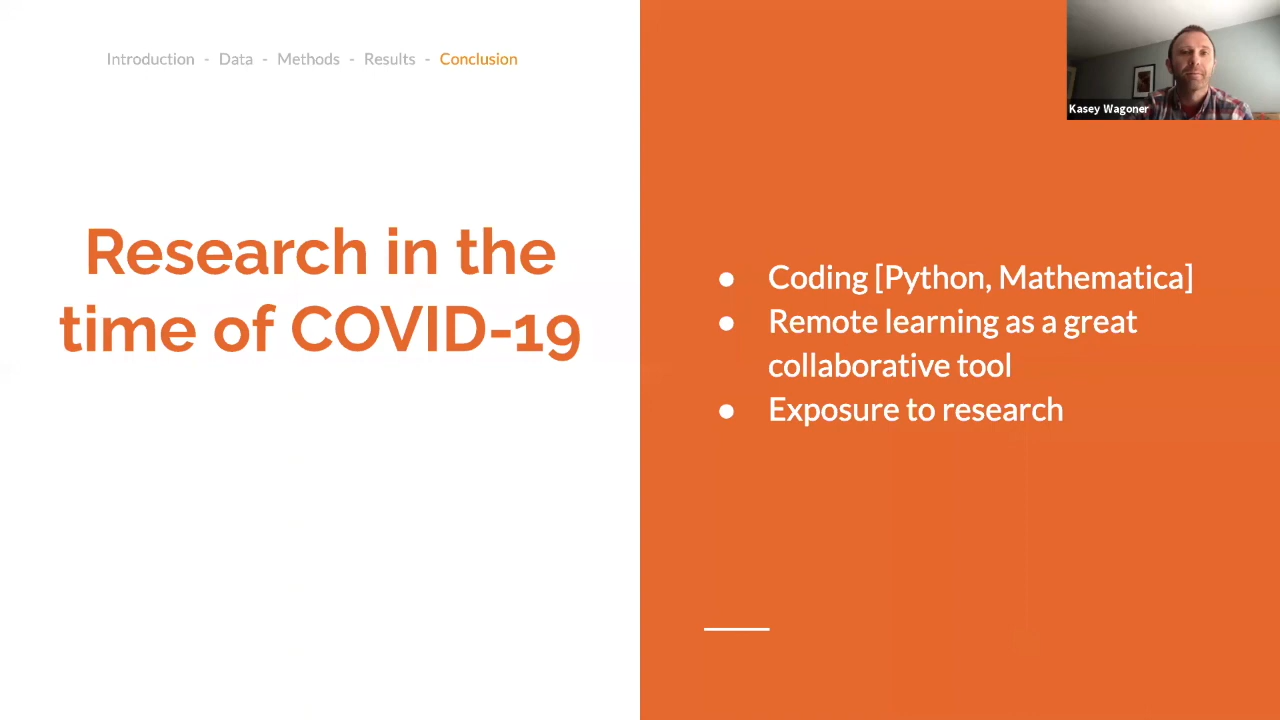 Introduction - Data - Methods - Results - Conclusion
Kasey Wagoner
Research in the
time of COVID-19
● Coding [Python, Mathematica]
● Remote learning as a great
collaborative tool
● Exposure to research